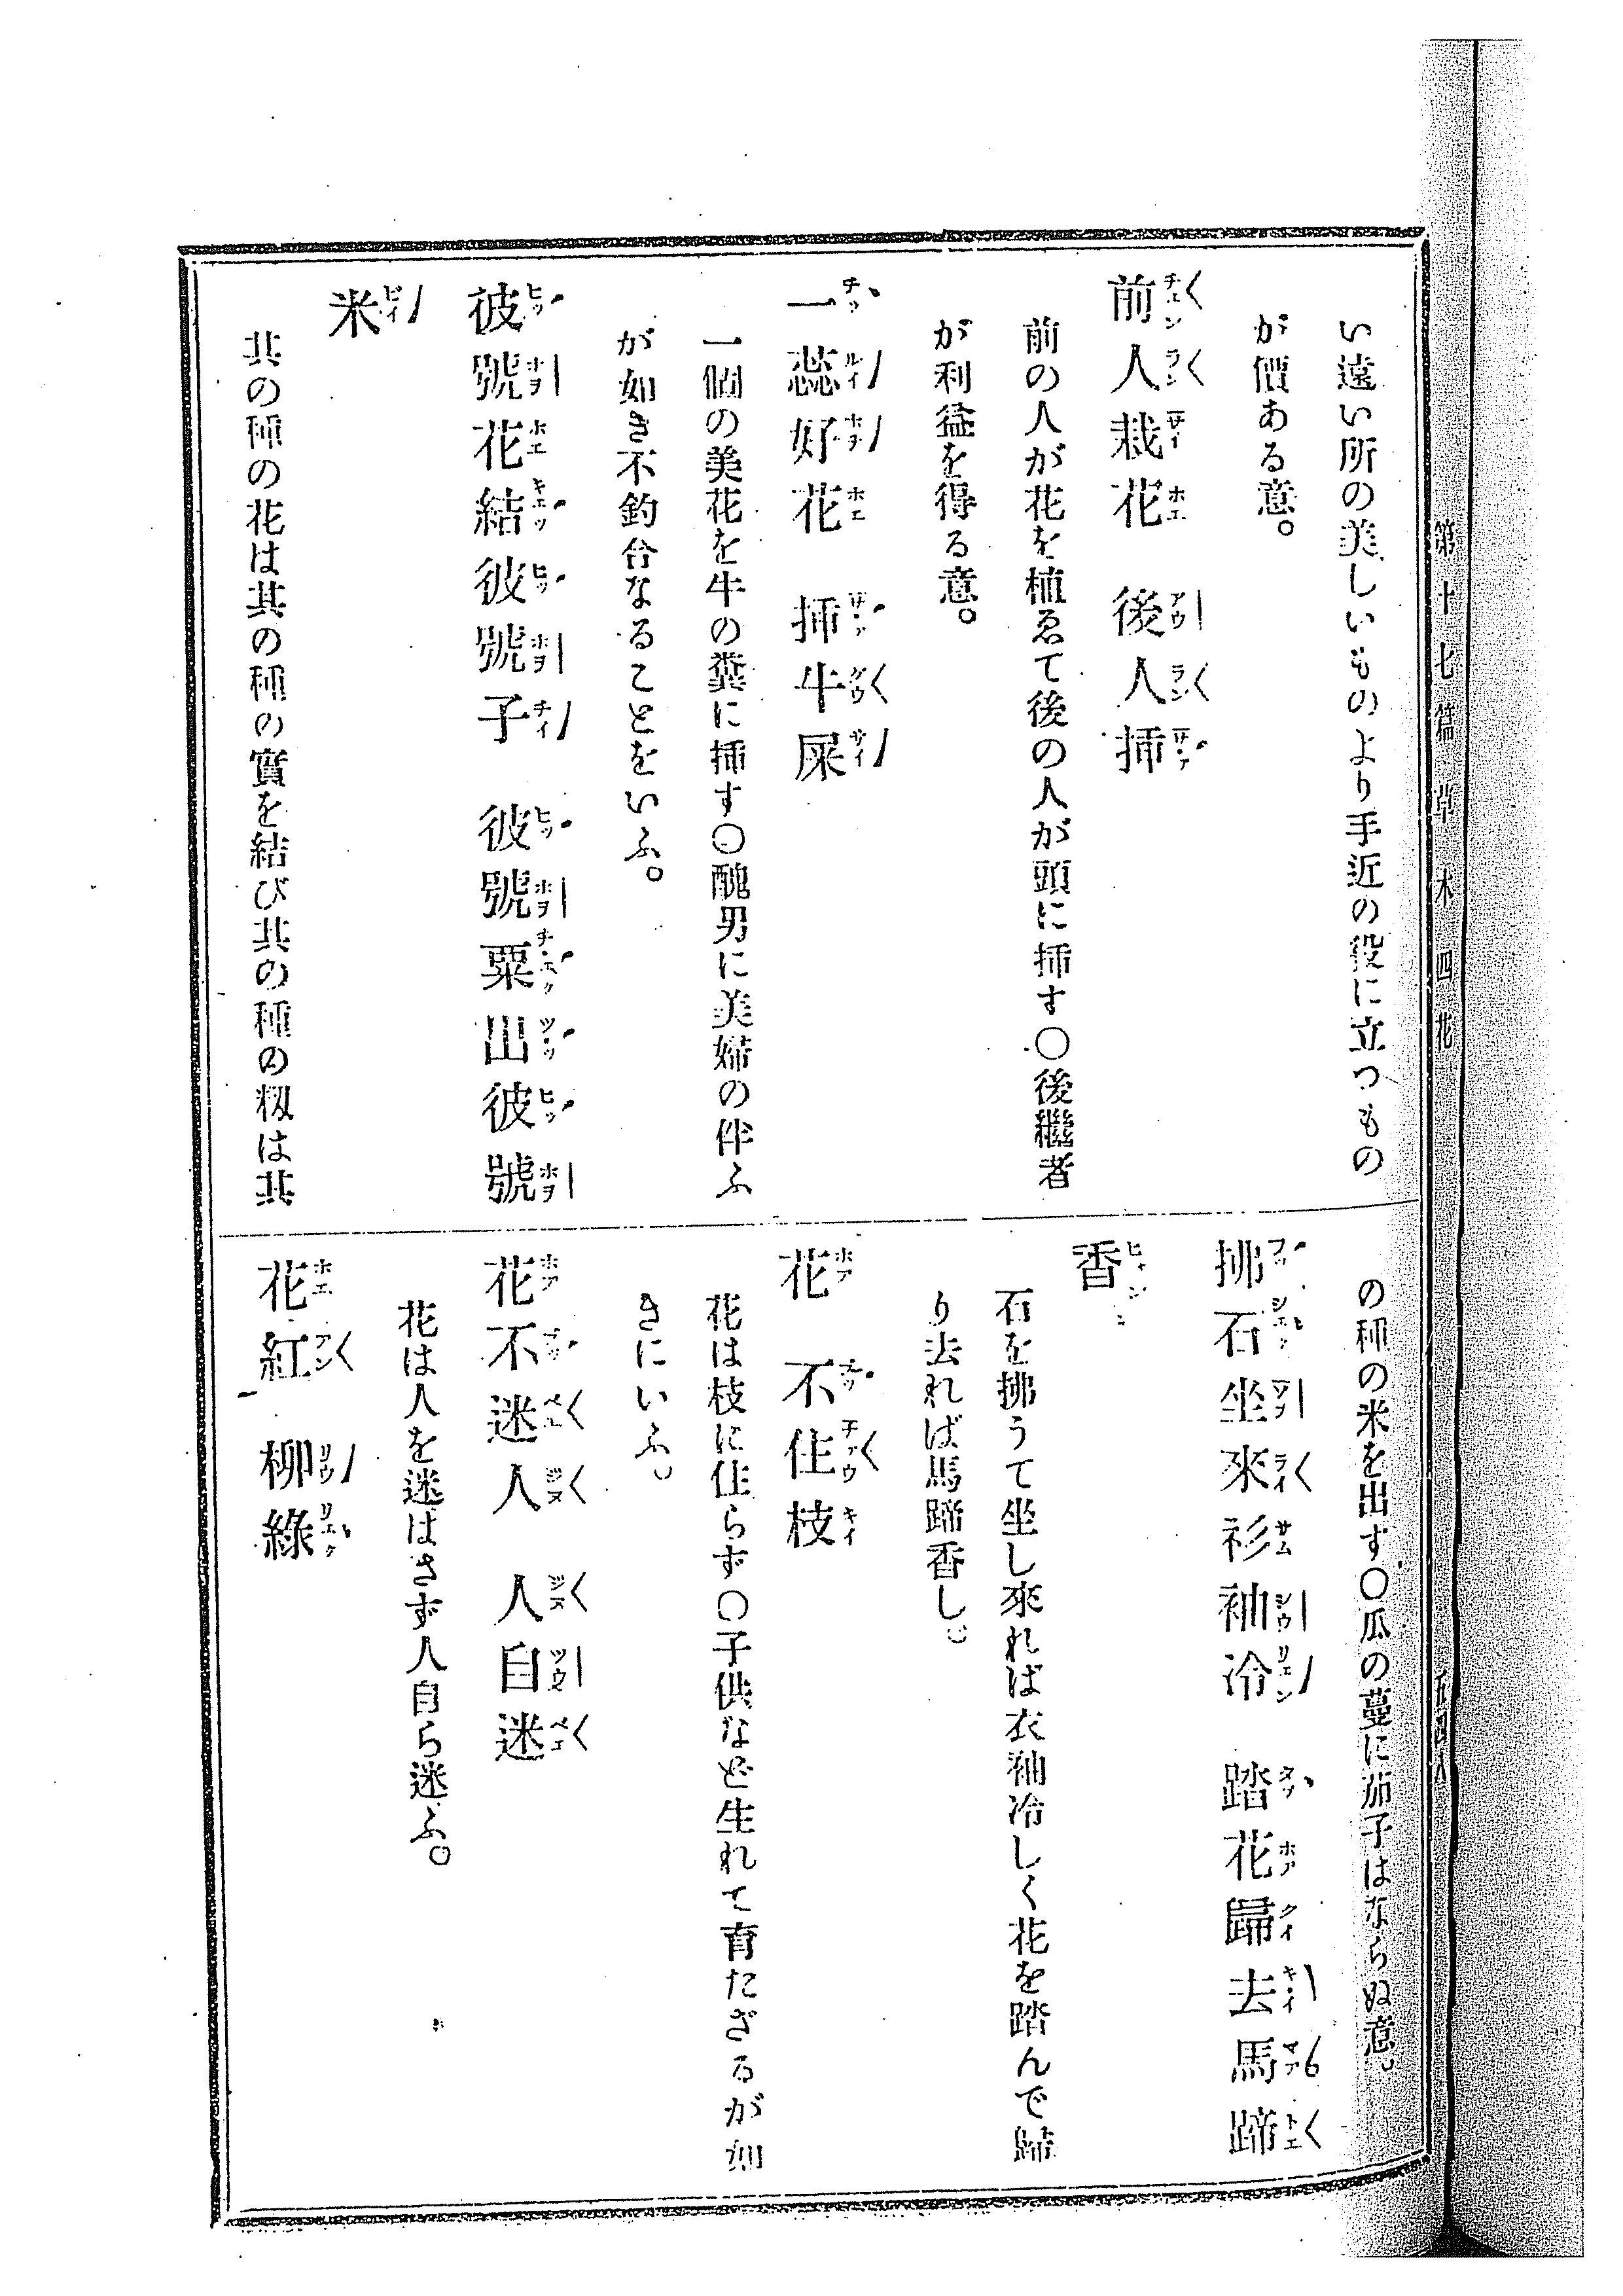 第十七篇 草木 四 花
五四八
い遠い所の美しいものより手近の役に立つもの
が價ある意。
前人栽花 後人揷
前の人が花を植ゑて後の人が頭に揷す〇後繼者
が利益を得る意。
一蕊好花 揷牛屎
一個の美花を牛の糞に揷す〇醜男に美婦の伴ふ
が如き不釣合なることをいふ。
彼號花結彼號子 彼號粟出彼號
米
其の種の花は其の種の實を結び其の種の籾は其
の種の米を出す〇瓜の蔓に茄子はならぬ意。
拂石坐來衫袖冷 踏花歸去馬蹄
香
石を拂うて坐し來れば衣袖冷しく花を踏んで歸
り去れば馬蹄香し。
花 不住枝
花は枝に住らず〇子供など生れて育たざるが如
きにいふ。
花不迷人 人自迷
花は人を迷はさず人自ら迷ふ。
花紅 柳綠